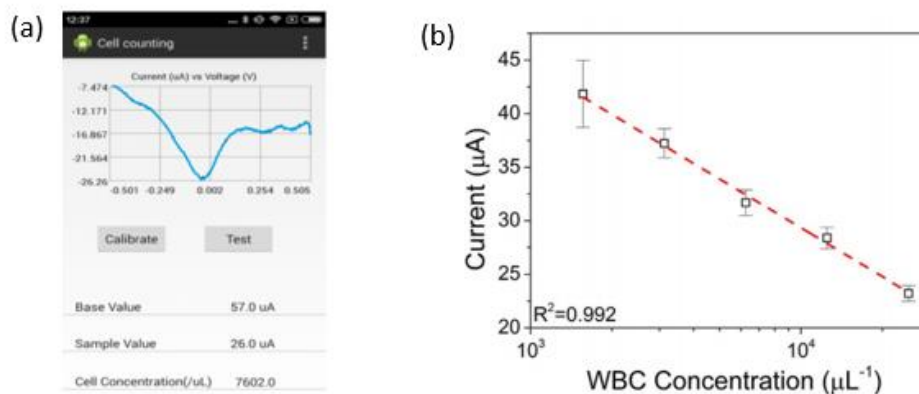 (a)
12:37
Cell counting
Current (uA) vs Voltage (V)
-7.474
-12.171
-16.867
-21.564
-26.26
-0.501 -0.249 0.002 0.254 0.505
Calibrate Test
Base Value 57.0 uA
Sample Value 26.0 uA
Cell Concentration(/uL) 7602.0
(b)
45
40
35
30
25
20
Current (μA)
R²=0.992
10³ 10⁴
WBC Concentration (μL⁻¹)